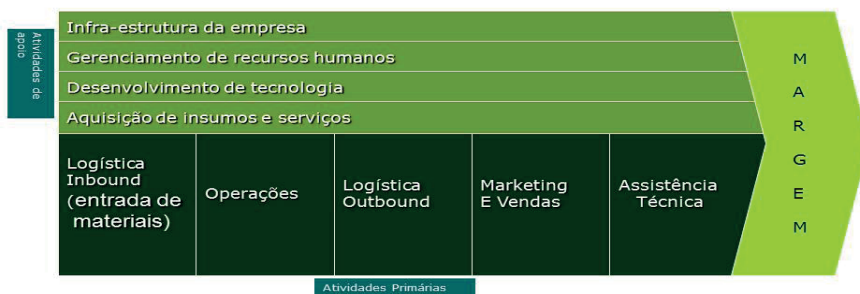 Atividades de
apoio
Infra-estrutura da empresa
Gerenciamento de recursos humanos
Desenvolvimento de tecnologia
Aquisição de insumos e serviços
Logística
Inbound
(entrada de
materiais)
Operações
Logística
Outbound
Marketing
E Vendas
Assistência
Técnica
M
A
R
G
E
M
Atividades Primárias